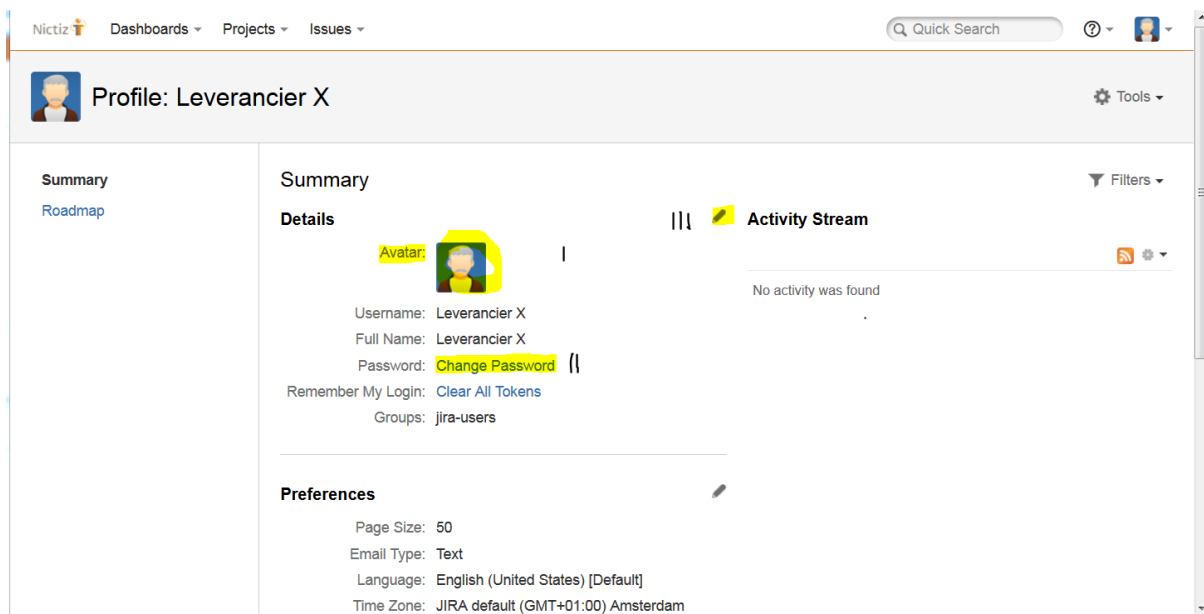 Nictiz Dashboards Projects Issues Quick Search
Profile: Leverancier X Tools
Summary
Roadmap
Summary Filters
Details III Activity Stream
Avatar: I
No activity was found
Username: Leverancier X
Full Name: Leverancier X
Password: Change Password II
Remember My Login: Clear All Tokens
Groups: jira-users
Preferences
Page Size: 50
Email Type: Text
Language: English (United States) [Default]
Time Zone: JIRA default (GMT+01:00) Amsterdam